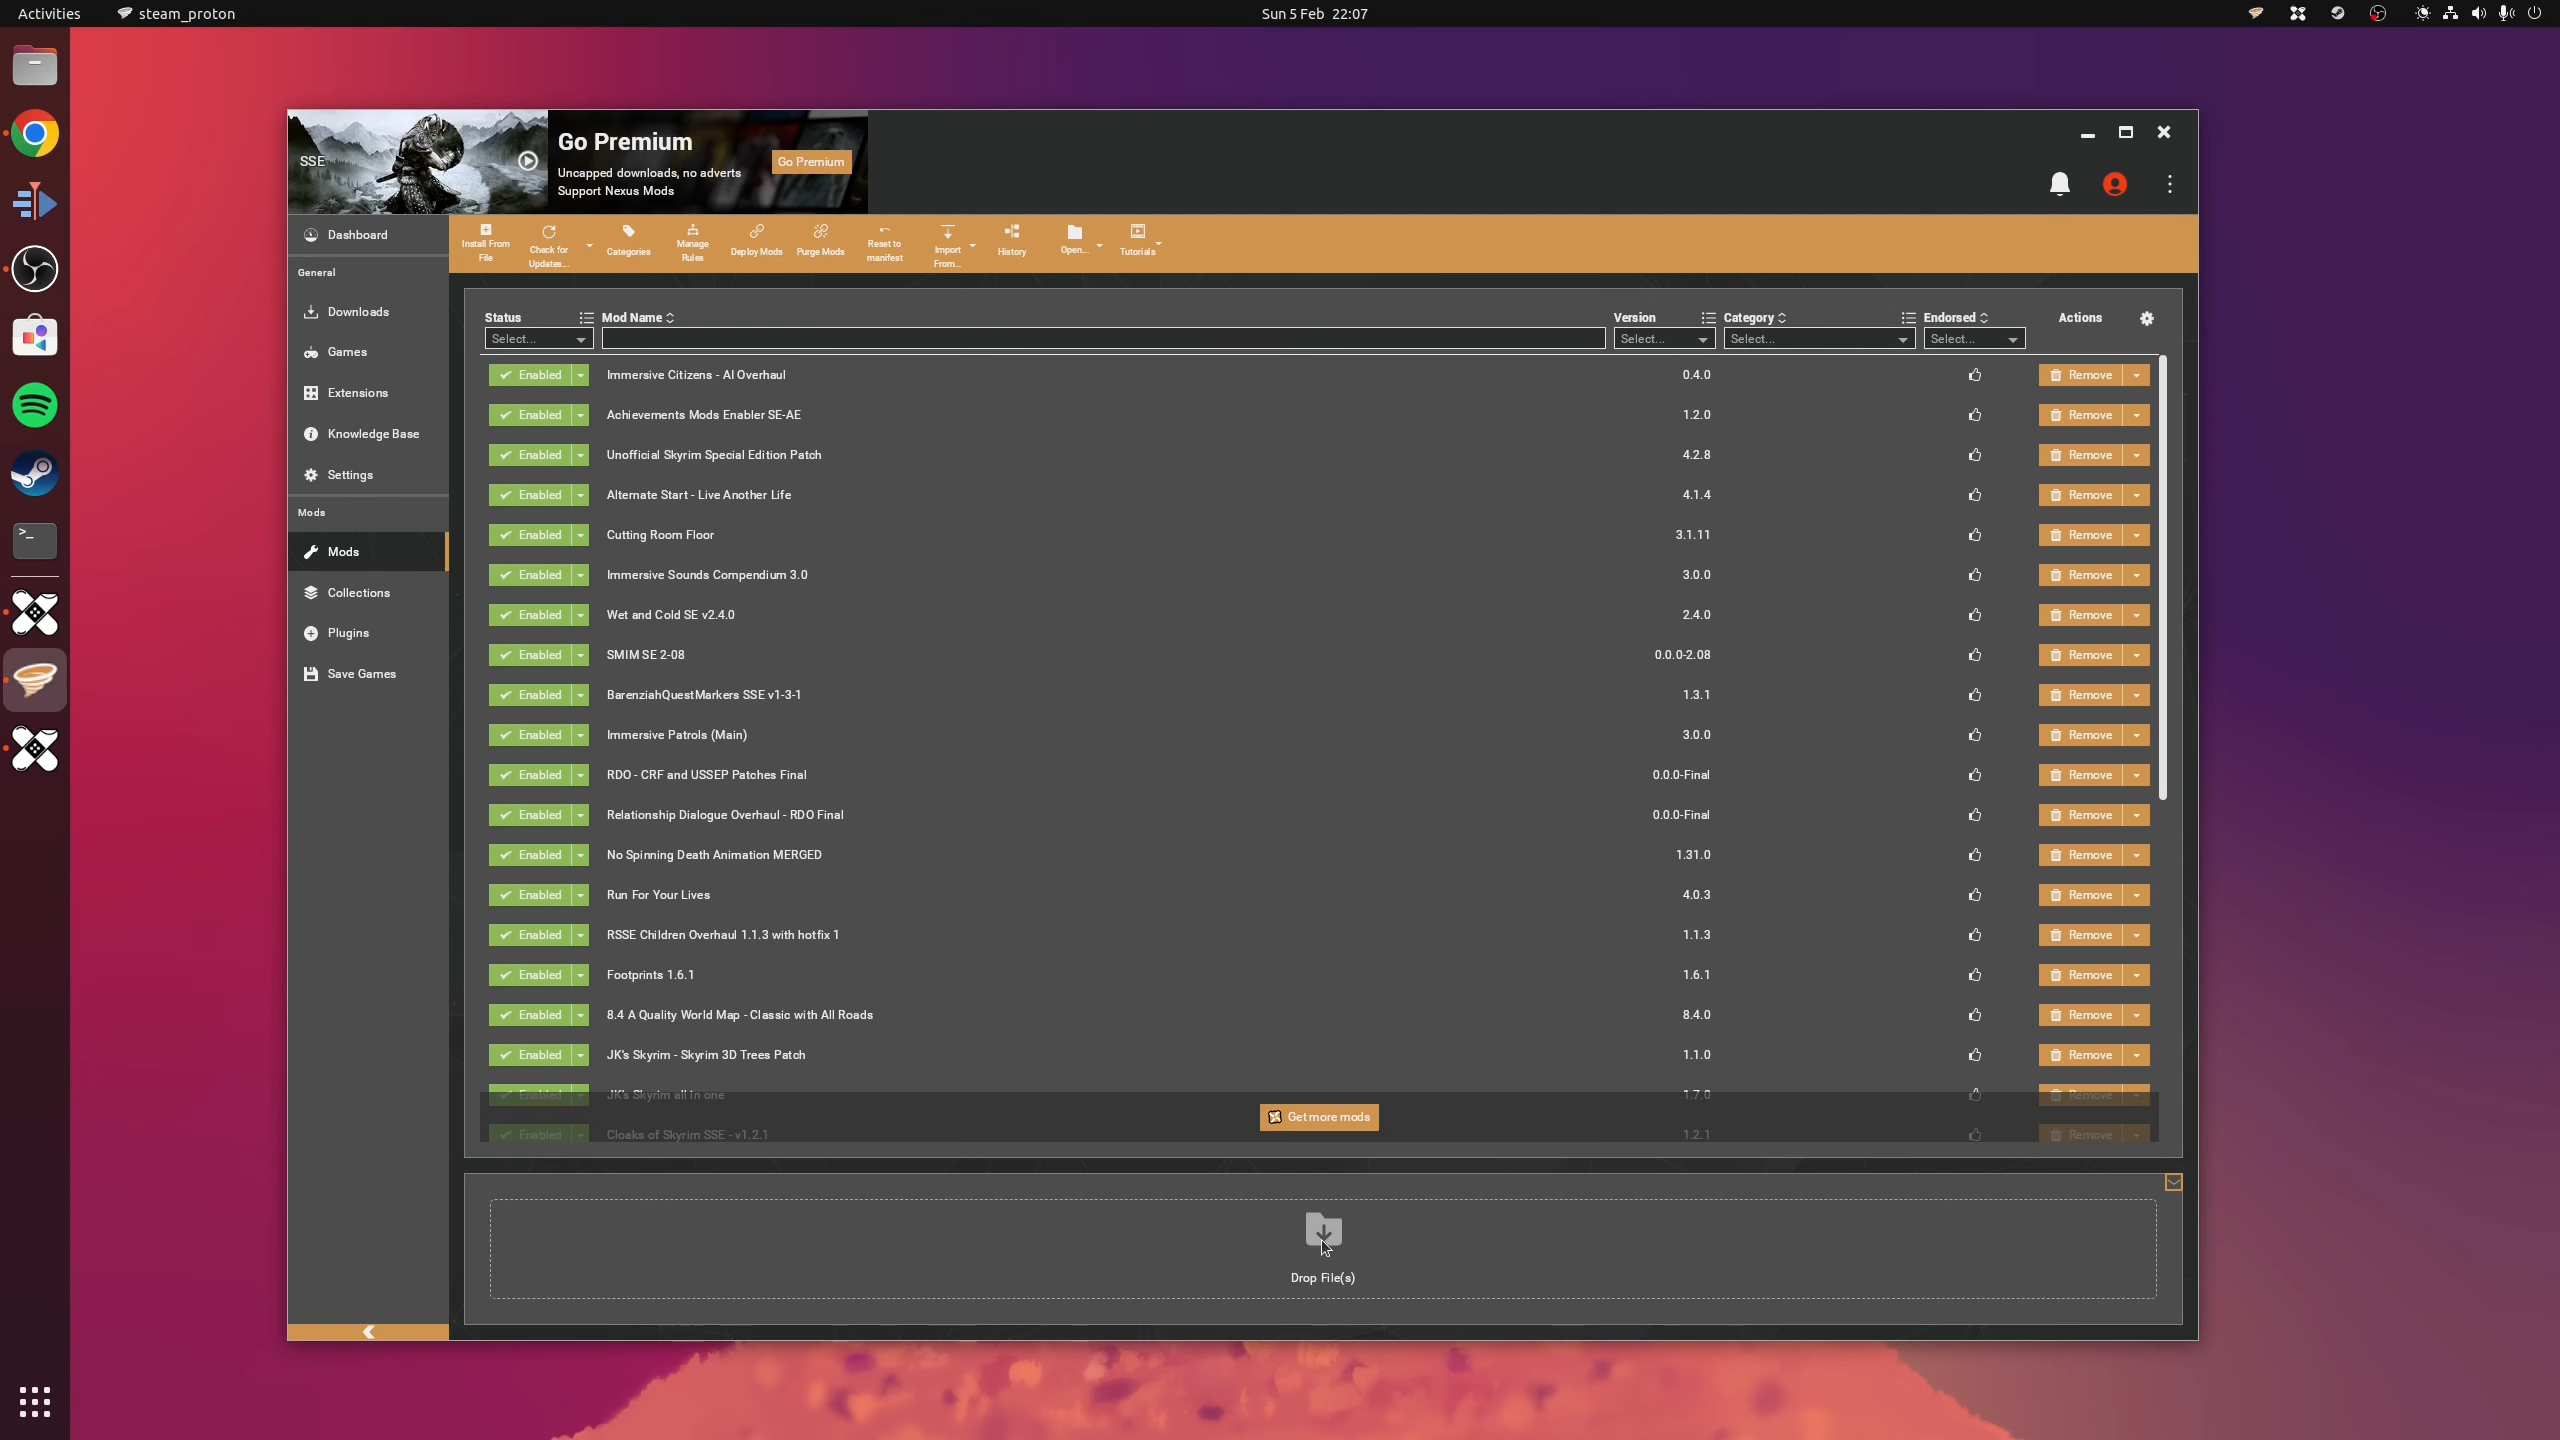 Activities
steam_proton
Sun 5 Feb 22:07
SSE
Go Premium
Uncapped downloads, no adverts
Support Nexus Mods
Go Premium
Dashboard
General
Downloads
Games
Extensions
Knowledge Base
Settings
Mods
Mods
Collections
Plugins
Save Games
Install From
File
Check for
Updates...
Categories
Manage
Rules
Deploy Mods
Purge Mods
Reset to
manifest
Import
From...
History
Open...
Tutorials
Status Mod Name Version Category Endorsed Actions
Select... Select... Select... Select...
Enabled Immersive Citizens - AI Overhaul 0.4.0 Remove
Enabled Achievements Mods Enabler SE-AE 1.2.0 Remove
Enabled Unofficial Skyrim Special Edition Patch 4.2.8 Remove
Enabled Alternate Start - Live Another Life 4.1.4 Remove
Enabled Cutting Room Floor 3.1.11 Remove
Enabled Immersive Sounds Compendium 3.0 3.0.0 Remove
Enabled Wet and Cold SE v2.4.0 2.4.0 Remove
Enabled SMIM SE 2-08 0.0.0-2.08 Remove
Enabled BarenziahQuestMarkers SSE v1-3-1 1.3.1 Remove
Enabled Immersive Patrols (Main) 3.0.0 Remove
Enabled RDO - CRF and USSEP Patches Final 0.0.0-Final Remove
Enabled Relationship Dialogue Overhaul - RDO Final 0.0.0-Final Remove
Enabled No Spinning Death Animation MERGED 1.31.0 Remove
Enabled Run For Your Lives 4.0.3 Remove
Enabled RSSE Children Overhaul 1.1.3 with hotfix 1 1.1.3 Remove
Enabled Footprints 1.6.1 1.6.1 Remove
Enabled 8.4 A Quality World Map - Classic with All Roads 8.4.0 Remove
Enabled JK's Skyrim - Skyrim 3D Trees Patch 1.1.0 Remove
Enabled JK's Skyrim all in one 1.7.0 Remove
Get more mods
Enabled Cloaks of Skyrim SSE - v1.2.1 1.2.1 Remove
Drop File(s)